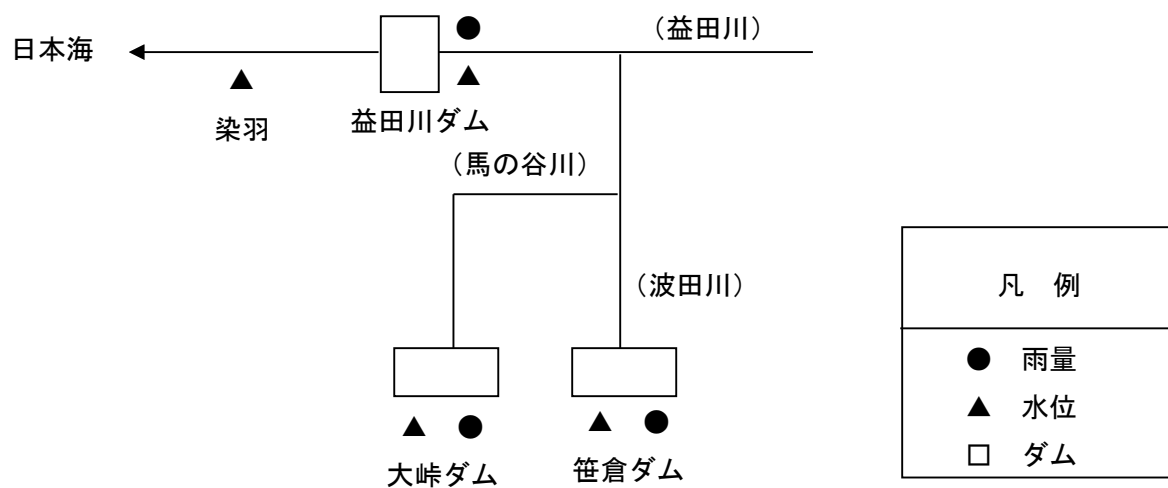 （益田川）
日本海
染羽
益田川ダム
（馬の谷川）
（波田川）
大峠ダム
笹倉ダム
凡 例
● 雨量
▲ 水位
□ ダム